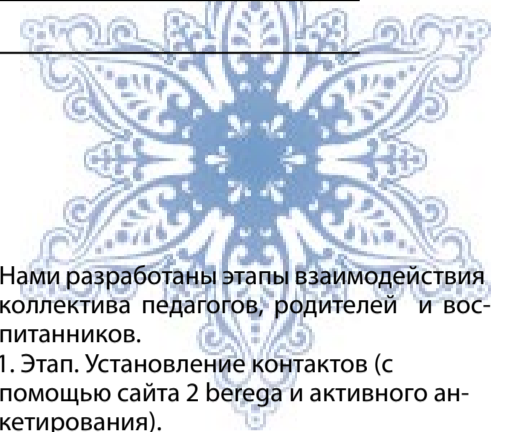 Нами разработаны этапы взаимодействия
коллектива педагогов, родителей и вос-
питанников.
1. Этап. Установление контактов (с
помощью сайта 2 berega и активного ан-
кетирования).